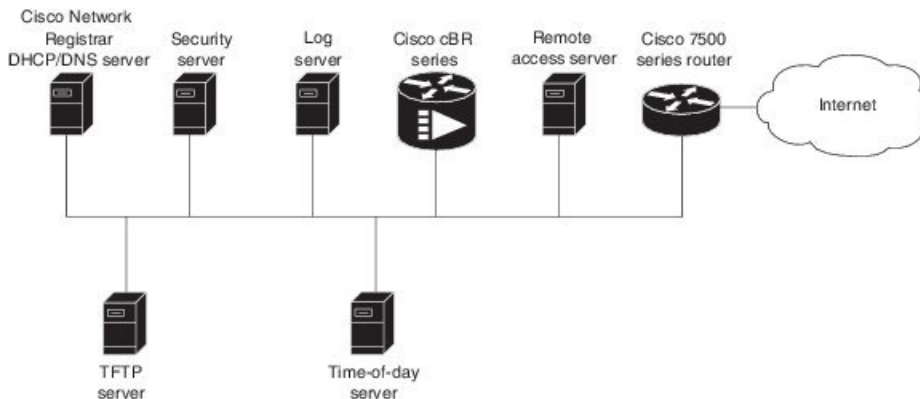 Cisco Network
Registrar
DHCP/DNS server
Security
server
Log
server
Cisco cBR
series
Remote
access server
Cisco 7500
series router
Internet
TFTP
server
Time-of-day
server